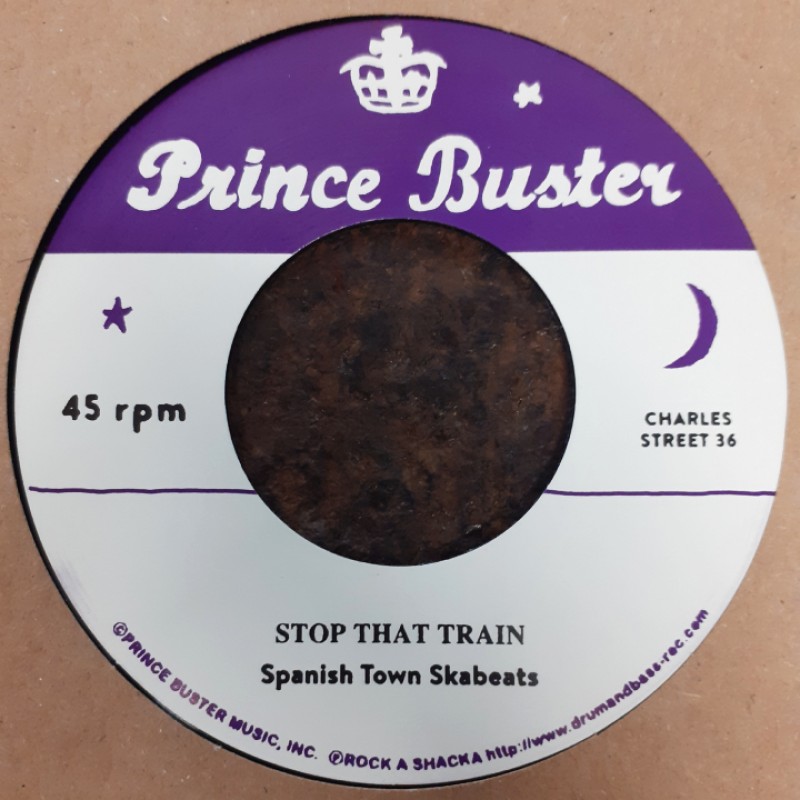 Prince Buster
45 rpm
CHARLES
STREET 36
STOP THAT TRAIN
Spanish Town Skabeats
©PRINCE BUSTER MUSIC, INC. ℗ROCK A SHACKA http://www.drumandbass-rec.com